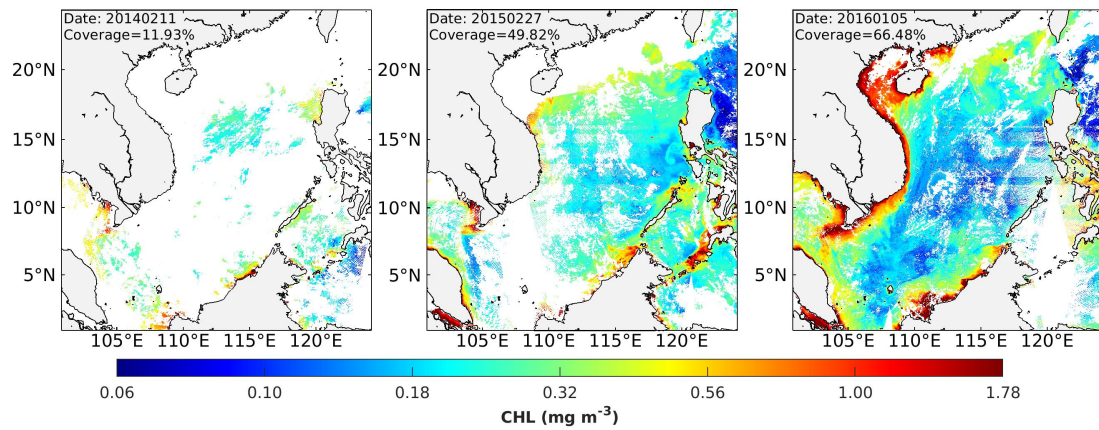 Date: 20140211
Coverage=11.93%
Date: 20150227
Coverage=49.82%
Date: 20160105
Coverage=66.48%
20°N
15°N
10°N
5°N
20°N
15°N
10°N
5°N
20°N
15°N
10°N
5°N
105°E 110°E 115°E 120°E
105°E 110°E 115°E 120°E
105°E 110°E 115°E 120°E
0.06 0.10 0.18 0.32 0.56 1.00 1.78
CHL (mg m⁻³)